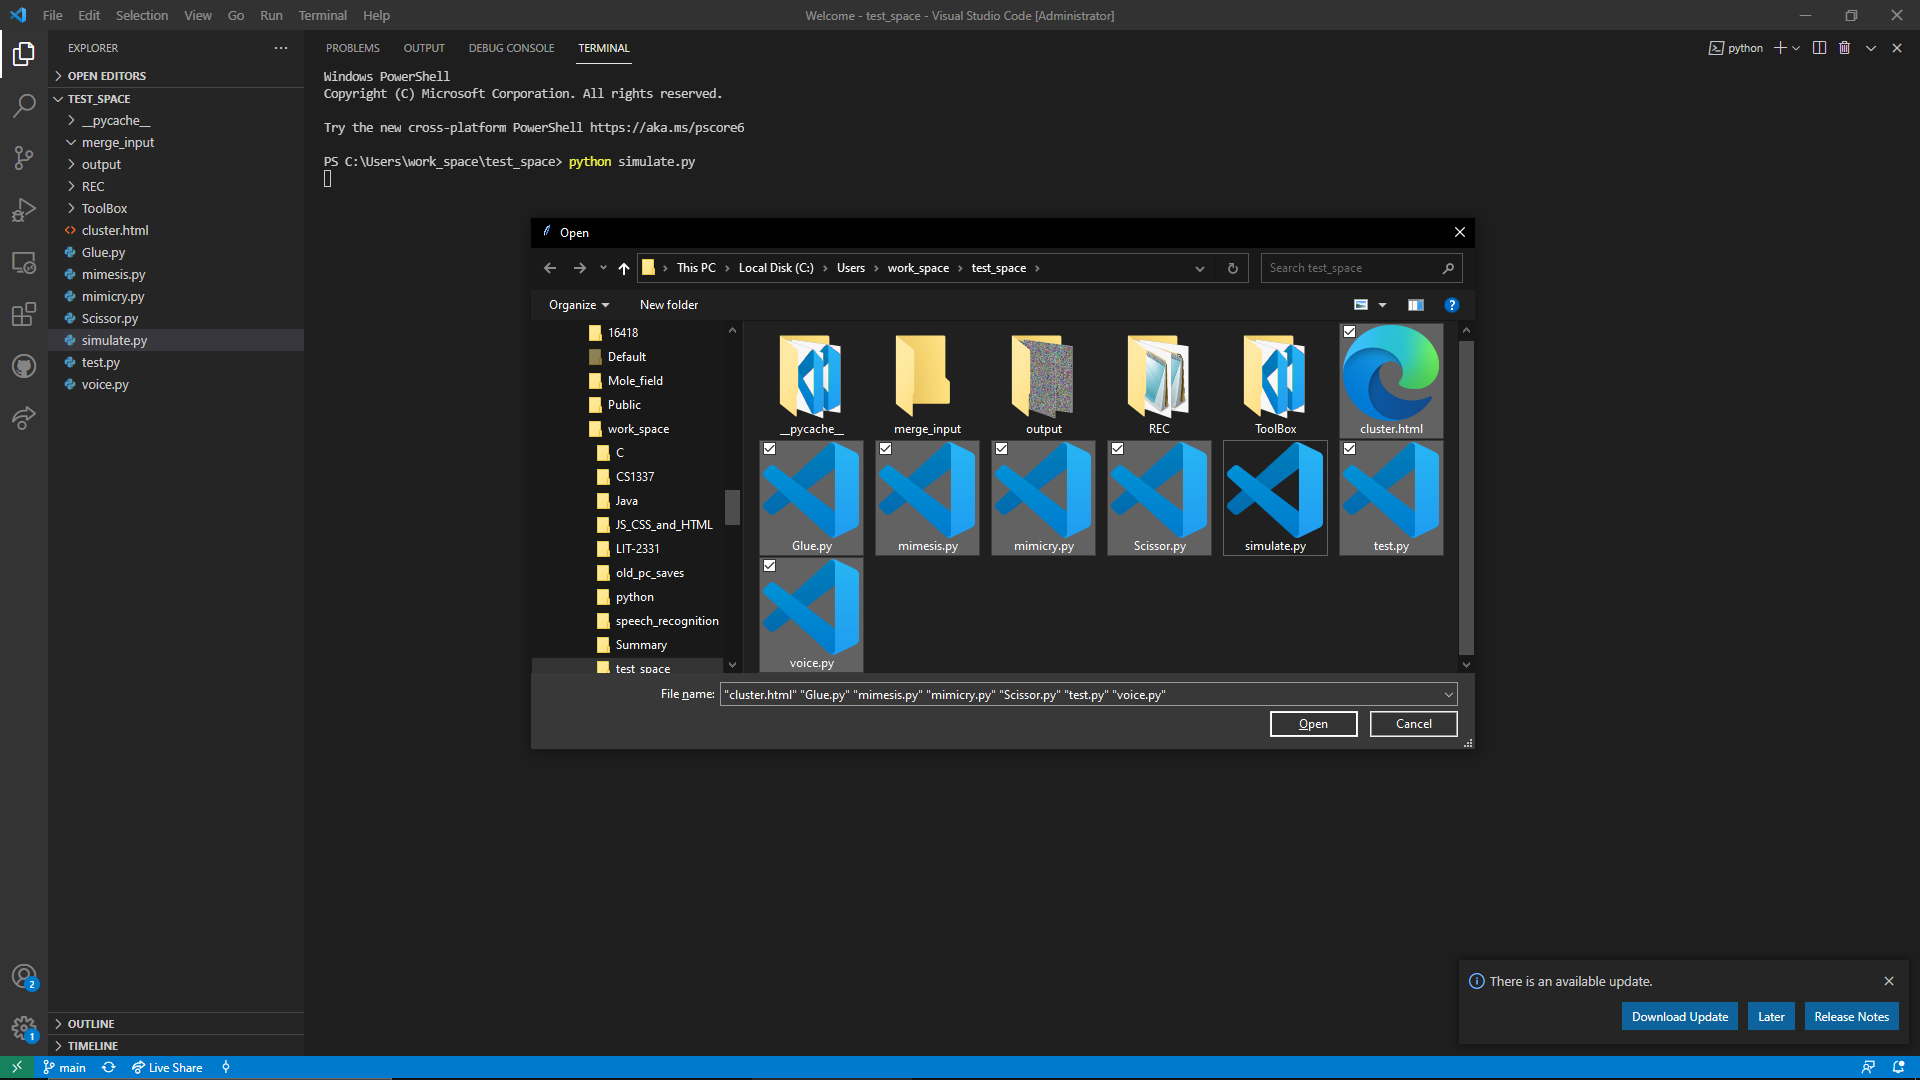 File Edit Selection View Go Run Terminal Help
Welcome - test_space - Visual Studio Code [Administrator]
EXPLORER
OPEN EDITORS
TEST_SPACE
__pycache__
merge_input
output
REC
ToolBox
cluster.html
Glue.py
mimesis.py
mimicry.py
Scissor.py
simulate.py
test.py
voice.py
OUTLINE
TIMELINE
PROBLEMS OUTPUT DEBUG CONSOLE TERMINAL
python
Windows PowerShell
Copyright (C) Microsoft Corporation. All rights reserved.
Try the new cross-platform PowerShell https://aka.ms/pscore6
PS C:\Users\work_space\test_space> python simulate.py
Open
This PC › Local Disk (C:) › Users › work_space › test_space ›
Search test_space
Organize New folder
?
16418
Default
Mole_field
Public
work_space
C
CS1337
Java
JS_CSS_and_HTML
LIT-2331
old_pc_saves
python
speech_recognition
Summary
test_space
__pycache__ merge_input output REC ToolBox cluster.html
Glue.py mimesis.py mimicry.py Scissor.py simulate.py test.py
voice.py
File name: "cluster.html" "Glue.py" "mimesis.py" "mimicry.py" "Scissor.py" "test.py" "voice.py"
Open Cancel
There is an available update.
Download Update Later Release Notes
2
1
main Live Share